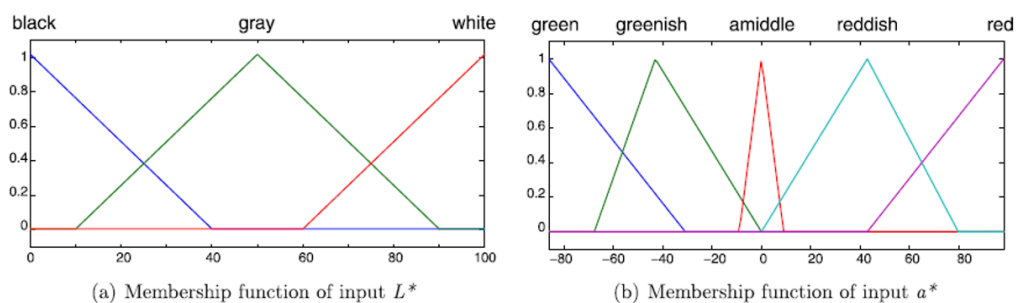 black gray white
1
0.8
0.6
0.4
0.2
0
0 20 40 60 80 100
(a) Membership function of input L*
green greenish amiddle reddish red
1
0.8
0.6
0.4
0.2
0
−80 −60 −40 −20 0 20 40 60 80
(b) Membership function of input a*